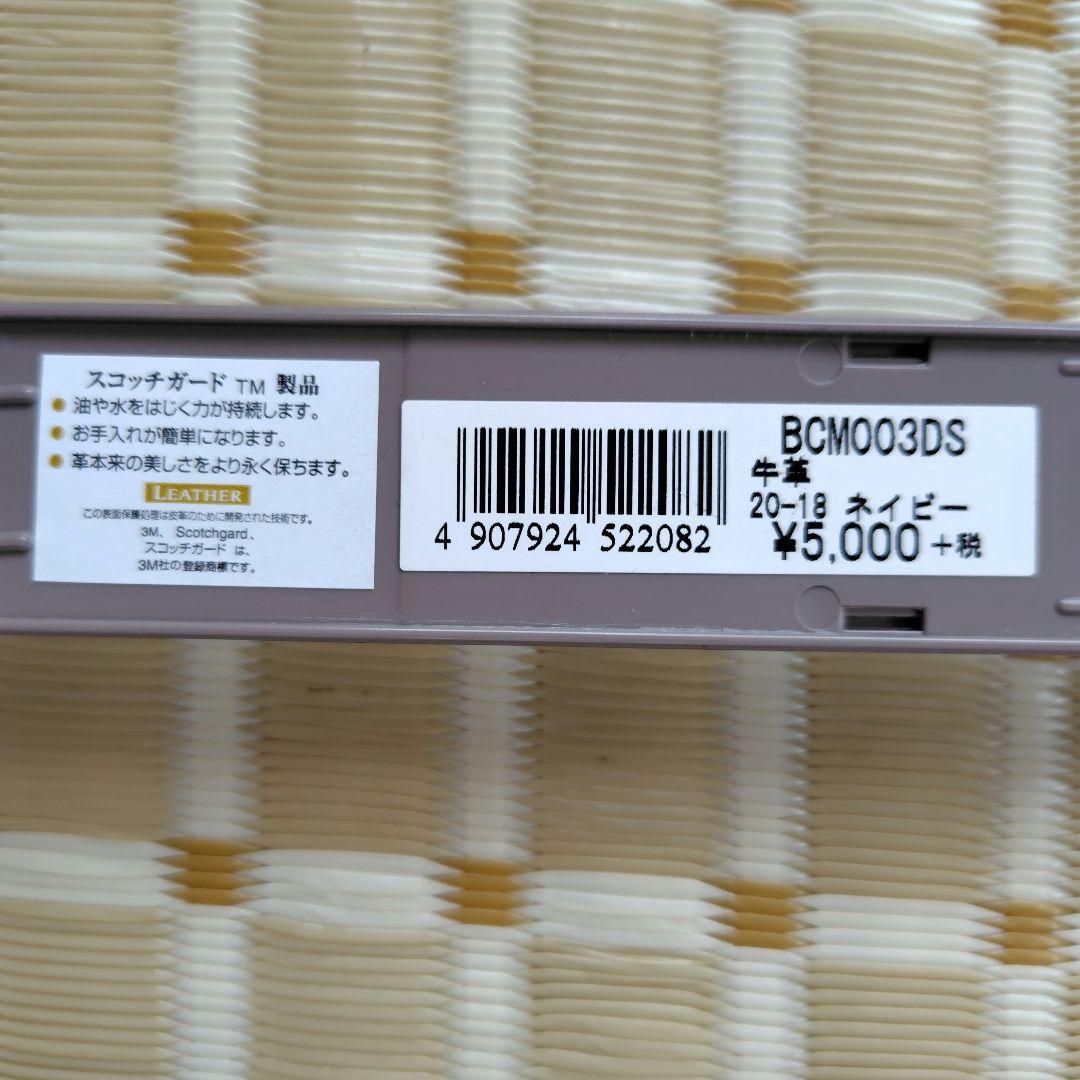 スコッチガード TM 製品
● 油や水をはじく力が持続します。
● お手入れが簡単になります。
● 革本来の美しさをより永く保ちます。
LEATHER
この表面保護処理は皮革のために開発された技術です。
3M、Scotchgard、
スコッチガード は、
3M社の登録商標です。
BCM003DS
牛革
20-18 ネイビー
¥5,000 +税
4 907924 522082